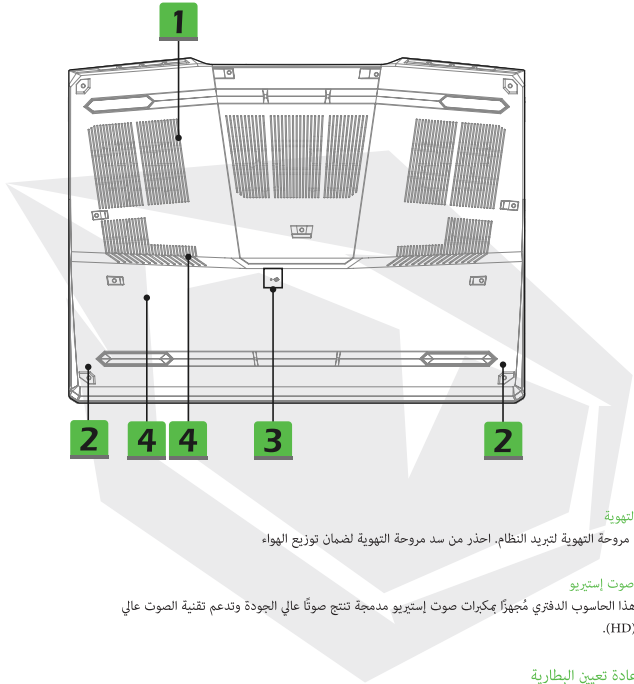 1
2
4
4
3
2
التهوية
مروحة التهوية لتبريد النظام. احذر من سد مروحة التهوية لضمان توزيع الهواء
صوت إستيريو
هذا الحاسوب الدفتري مُجهزًا بمكبرات صوت إستيريو مدمجة تنتج صوتًا عالي الجودة وتدعم تقنية الصوت عالي
(HD).
عادة تعيين البطارية